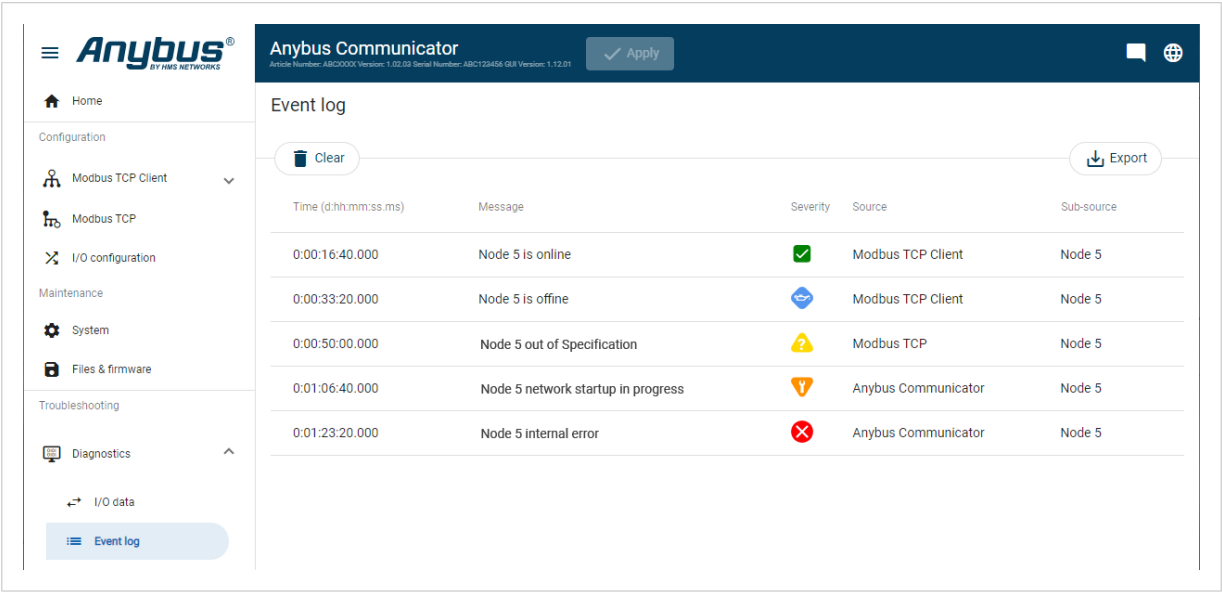 Anybus®
BY HMS NETWORKS
Anybus Communicator
Article Number: ABCXXXX Version: 1.02.03 Serial Number: ABC123456 GUI Version: 1.12.01
Apply
Home
Configuration
Modbus TCP Client
Modbus TCP
I/O configuration
Maintenance
System
Files & firmware
Troubleshooting
Diagnostics
I/O data
Event log
Event log
Clear
Export
Time (d:hh:mm:ss.ms) Message Severity Source Sub-source
0:00:16:40.000 Node 5 is online Modbus TCP Client Node 5
0:00:33:20.000 Node 5 is offine Modbus TCP Client Node 5
0:00:50:00.000 Node 5 out of Specification ? Modbus TCP Node 5
0:01:06:40.000 Node 5 network startup in progress Anybus Communicator Node 5
0:01:23:20.000 Node 5 internal error Anybus Communicator Node 5